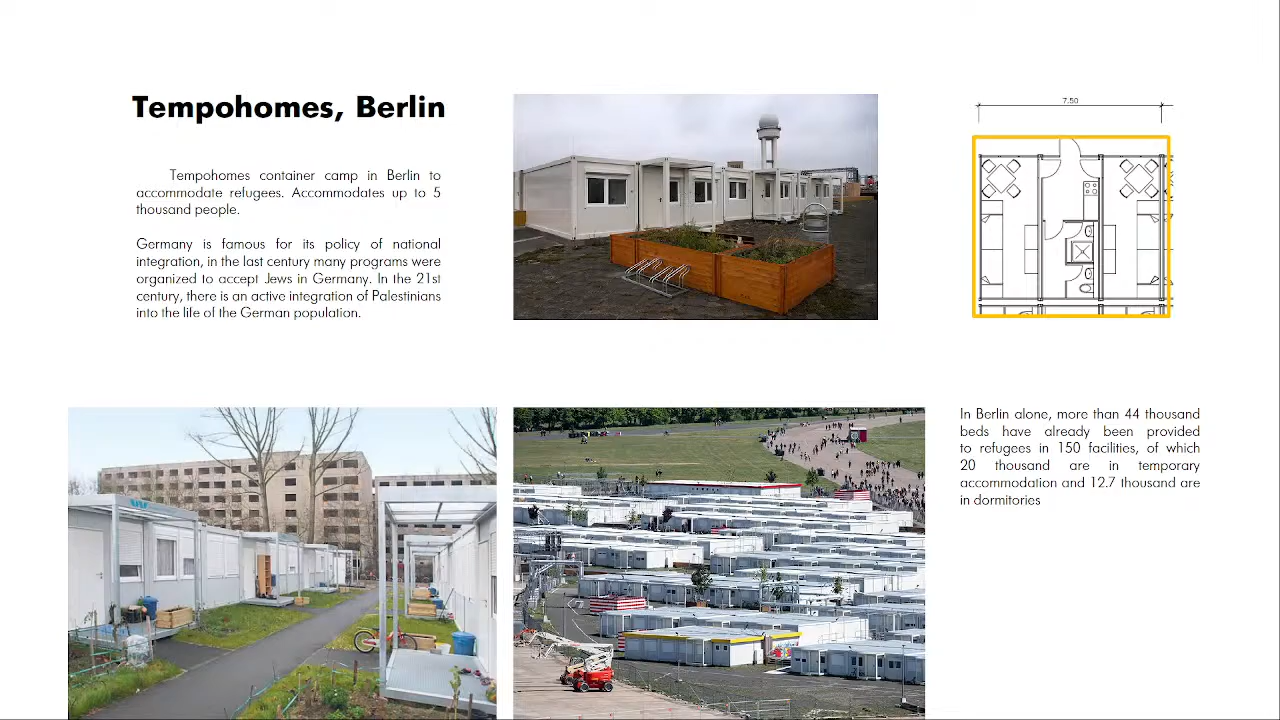 Tempohomes, Berlin
Tempohomes container camp in Berlin to
accommodate refugees. Accommodates up to 5
thousand people.
Germany is famous for its policy of national
integration, in the last century many programs were
organized to accept Jews in Germany. In the 21st
century, there is an active integration of Palestinians
into the life of the German population.
7.50
In Berlin alone, more than 44 thousand
beds have already been provided
to refugees in 150 facilities, of which
20 thousand are in temporary
accommodation and 12.7 thousand are
in dormitories